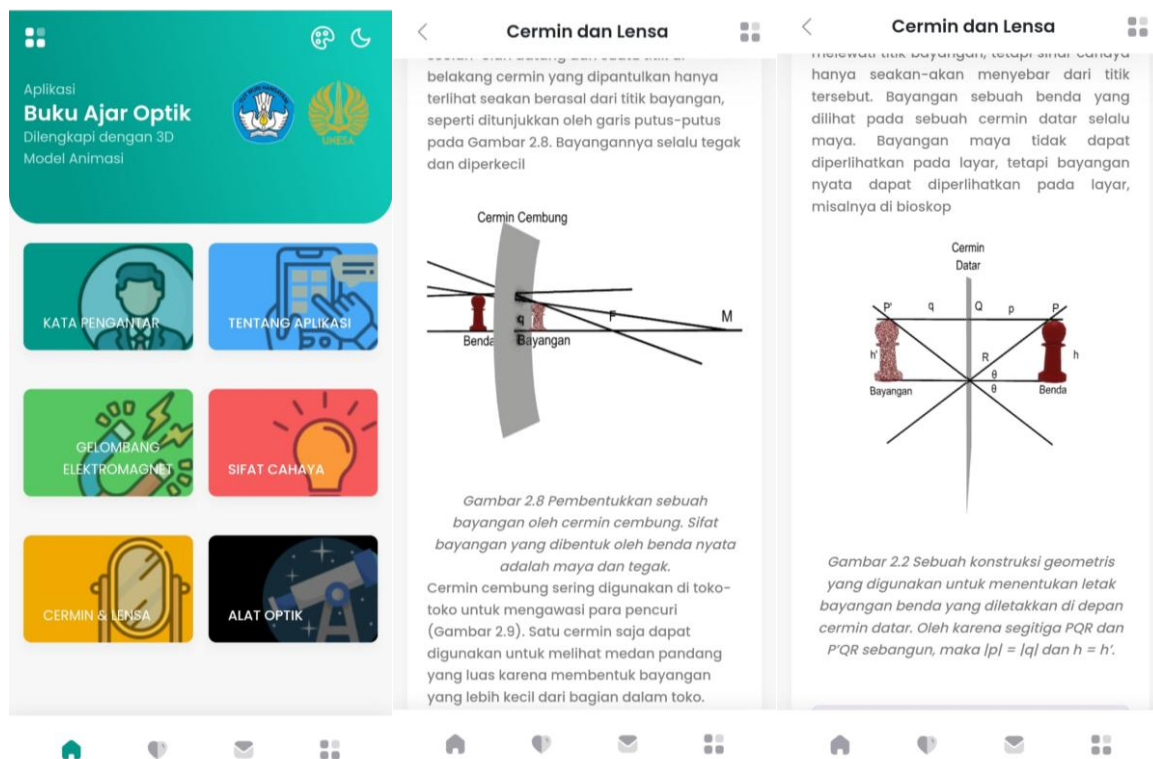 Aplikasi
Buku Ajar Optik
Dilengkapi dengan 3D
Model Animasi
UNESA
KATA PENGANTAR
TENTANG APLIKASI
GELOMBANG
ELEKTROMAGNET
SIFAT CAHAYA
CERMIN & LENSA
ALAT OPTIK
Cermin dan Lensa
belakang cermin yang dipantulkan hanya
terlihat seakan berasal dari titik bayangan,
seperti ditunjukkan oleh garis putus-putus
pada Gambar 2.8. Bayangannya selalu tegak
dan diperkecil
Cermin Cembung
q
F
M
Benda
Bayangan
Gambar 2.8 Pembentukkan sebuah
bayangan oleh cermin cembung. Sifat
bayangan yang dibentuk oleh benda nyata
adalah maya dan tegak.
Cermin cembung sering digunakan di toko-
toko untuk mengawasi para pencuri
(Gambar 2.9). Satu cermin saja dapat
digunakan untuk melihat medan pandang
yang luas karena membentuk bayangan
yang lebih kecil dari bagian dalam toko.
Cermin dan Lensa
melewati titik bayangan, tetapi sinar cahaya
hanya seakan-akan menyebar dari titik
tersebut. Bayangan sebuah benda yang
dilihat pada sebuah cermin datar selalu
maya. Bayangan maya tidak dapat
diperlihatkan pada layar, tetapi bayangan
nyata dapat diperlihatkan pada layar,
misalnya di bioskop
Cermin
Datar
P' q Q p P
h' R θ h
θ
Bayangan Benda
Gambar 2.2 Sebuah konstruksi geometris
yang digunakan untuk menentukan letak
bayangan benda yang diletakkan di depan
cermin datar. Oleh karena segitiga PQR dan
P'QR sebangun, maka |p| = |q| dan h = h'.